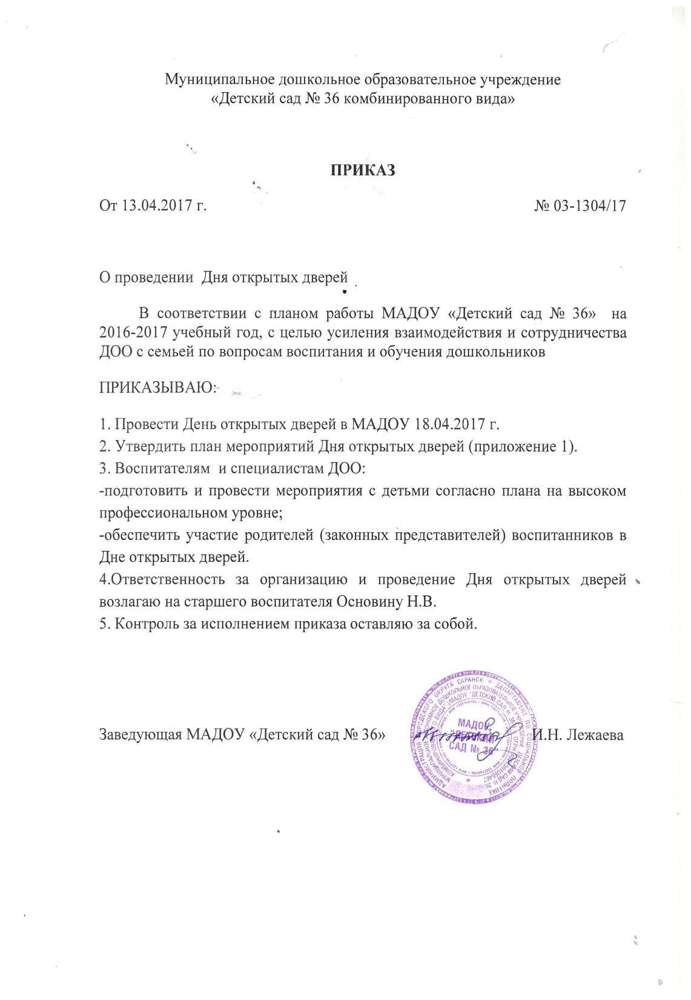 Муниципальное дошкольное образовательное учреждение
«Детский сад № 36 комбинированного вида»
ПРИКАЗ
От 13.04.2017 г. № 03-1304/17
О проведении Дня открытых дверей
В соответствии с планом работы МАДОУ «Детский сад № 36» на
2016-2017 учебный год, с целью усиления взаимодействия и сотрудничества
ДОО с семьей по вопросам воспитания и обучения дошкольников
ПРИКАЗЫВАЮ:
1. Провести День открытых дверей в МАДОУ 18.04.2017 г.
2. Утвердить план мероприятий Дня открытых дверей (приложение 1).
3. Воспитателям и специалистам ДОО:
-подготовить и провести мероприятия с детьми согласно плана на высоком
профессиональном уровне;
-обеспечить участие родителей (законных представителей) воспитанников в
Дне открытых дверей.
4.Ответственность за организацию и проведение Дня открытых дверей
возлагаю на старшего воспитателя Основину Н.В.
5. Контроль за исполнением приказа оставляю за собой.
Заведующая МАДОУ «Детский сад № 36» И.Н. Лежаева
МАДОУ
"ДЕТСКИЙ
САД № 36"